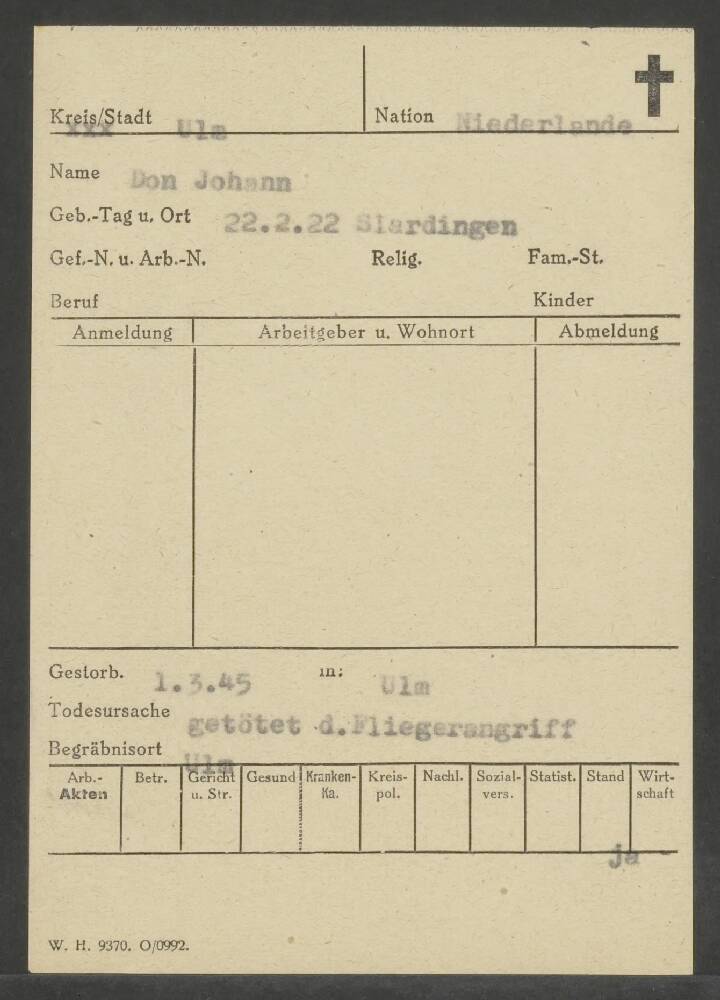 Kreis/Stadt xxx Ulm Nation Niederlande
Name Don Johann
Geb.-Tag u. Ort 22.2.22 Slardingen
Gef.-N. u. Arb.-N. Relig. Fam.-St.
Beruf Kinder
Anmeldung Arbeitgeber u. Wohnort Abmeldung
Gestorb. 1.3.45 in: Ulm
Todesursache getötet d.Fliegerangriff
Begräbnisort Ulm
Arb.- Betr. Gericht Gesund Kranken- Kreis- Nachl. Sozial- Statist. Stand Wirt-
Akten u. Str. Ka. pol. vers. schaft
ja
W. H. 9370. O/0992.